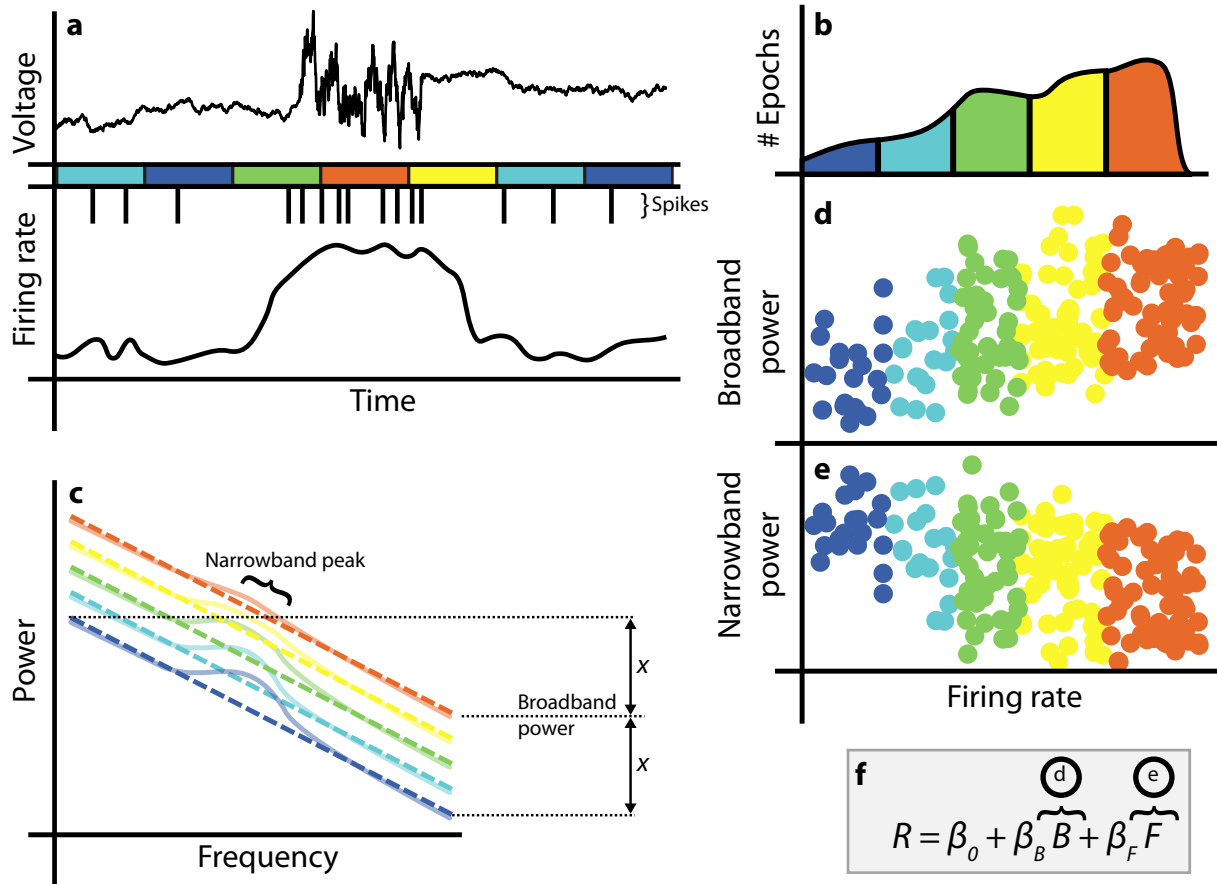 a
Voltage
} Spikes
Firing rate
Time
b
# Epochs
d
Broadband
power
e
Narrowband
power
Firing rate
c
Narrowband peak
Power
x
Broadband
power
x
Frequency
f
d e
R = β0 + βB B + βF F